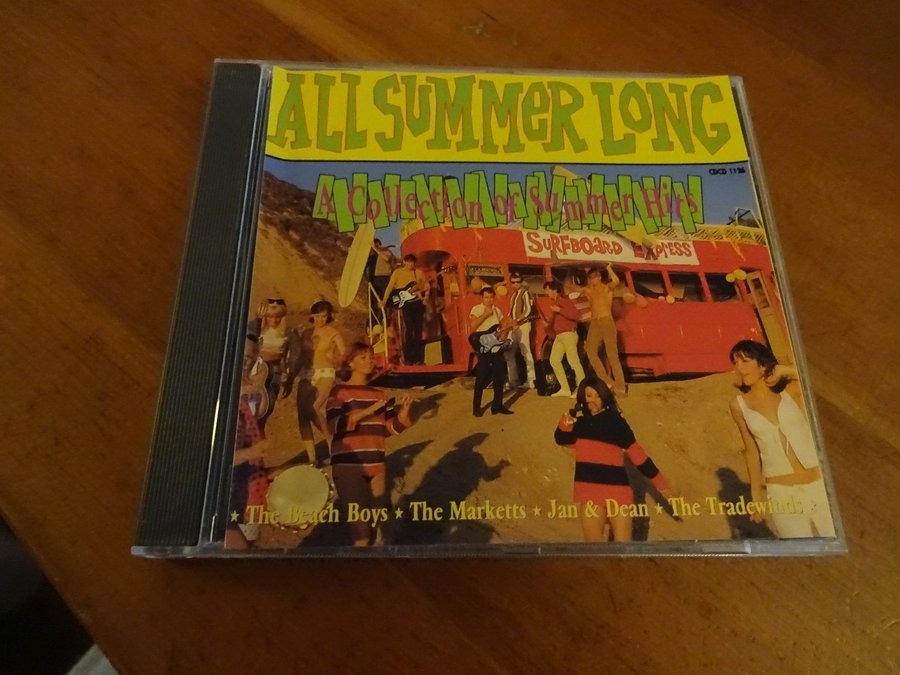 ALL SUMMER LONG
CDCD 1128
A Collection of Summer Hits
SURFBOARD EXPRESS
★ The Beach Boys ★ The Marketts ★ Jan & Dean ★ The Tradewinds ★